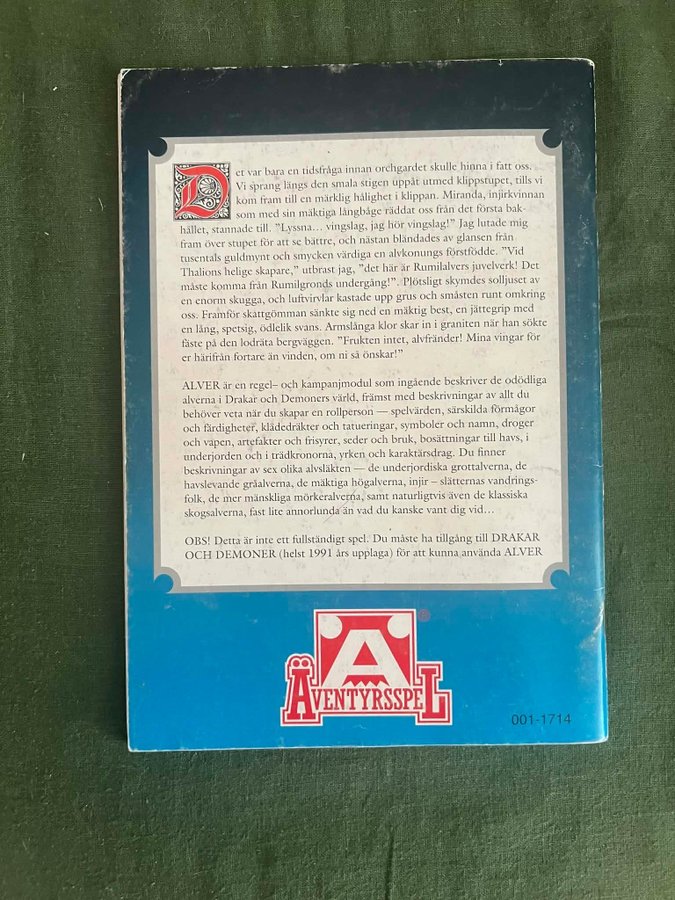 Det var bara en tidsfråga innan orchgardet skulle hinna i fatt oss.
Vi sprang längs den smala stigen uppåt utmed klippstupet, tills vi
kom fram till en märklig hålighet i klippan. Miranda, injirkvinnan
som med sin mäktiga långbåge räddat oss från det första bak-
hållet, stannade till. ”Lyssna... vingslag, jag hör vingslag!” Jag lutade mig
fram över stupet för att se bättre, och nästan bländades av glansen från
tusentals guldmynt och smycken värdiga en alvkonungs förstfödde. ”Vid
Thalions helige skapare,” utbrast jag, ”det här är Rumilalvers juvelverk! Det
måste komma från Rumilgronds undergång!”. Plötsligt skymdes solljuset av
en enorm skugga, och luftvirvlar kastade upp grus och småsten runt omkring
oss. Framför skattgömman sänkte sig ned en mäktig best, en jättegrip med
en lång, spetsig, ödlelik svans. Armslånga klor skar in i graniten när han sökte
fäste på den lodräta bergväggen. ”Frukten intet, alvfränder! Mina vingar för
er härifrån fortare än vinden, om ni så önskar!”
ALVER är en regel- och kampanjmodul som ingående beskriver de odödliga
alverna i Drakar och Demoners värld, främst med beskrivningar av allt du
behöver veta när du skapar en rollperson — spelvärden, särskilda förmågor
och färdigheter, klädedräkter och tatueringar, symboler och namn, droger
och vapen, artefakter och frisyrer, seder och bruk, bosättningar till havs, i
underjorden och i trädkronorna, yrken och karaktärsdrag. Du finner
beskrivningar av sex olika alvsläkten — de underjordiska grottalverna, de
havslevande gråalverna, de mäktiga högalverna, injir - slätternas vandrings-
folk, de mer mänskliga mörkeralverna, samt naturligtvis även de klassiska
skogsalverna, fast lite annorlunda än vad du kanske vant dig vid...
OBS! Detta är inte ett fullständigt spel. Du måste ha tillgång till DRAKAR
OCH DEMONER (helst 1991 års upplaga) för att kunna använda ALVER
A
®
ÄVENTYRSSPEL
001-1714